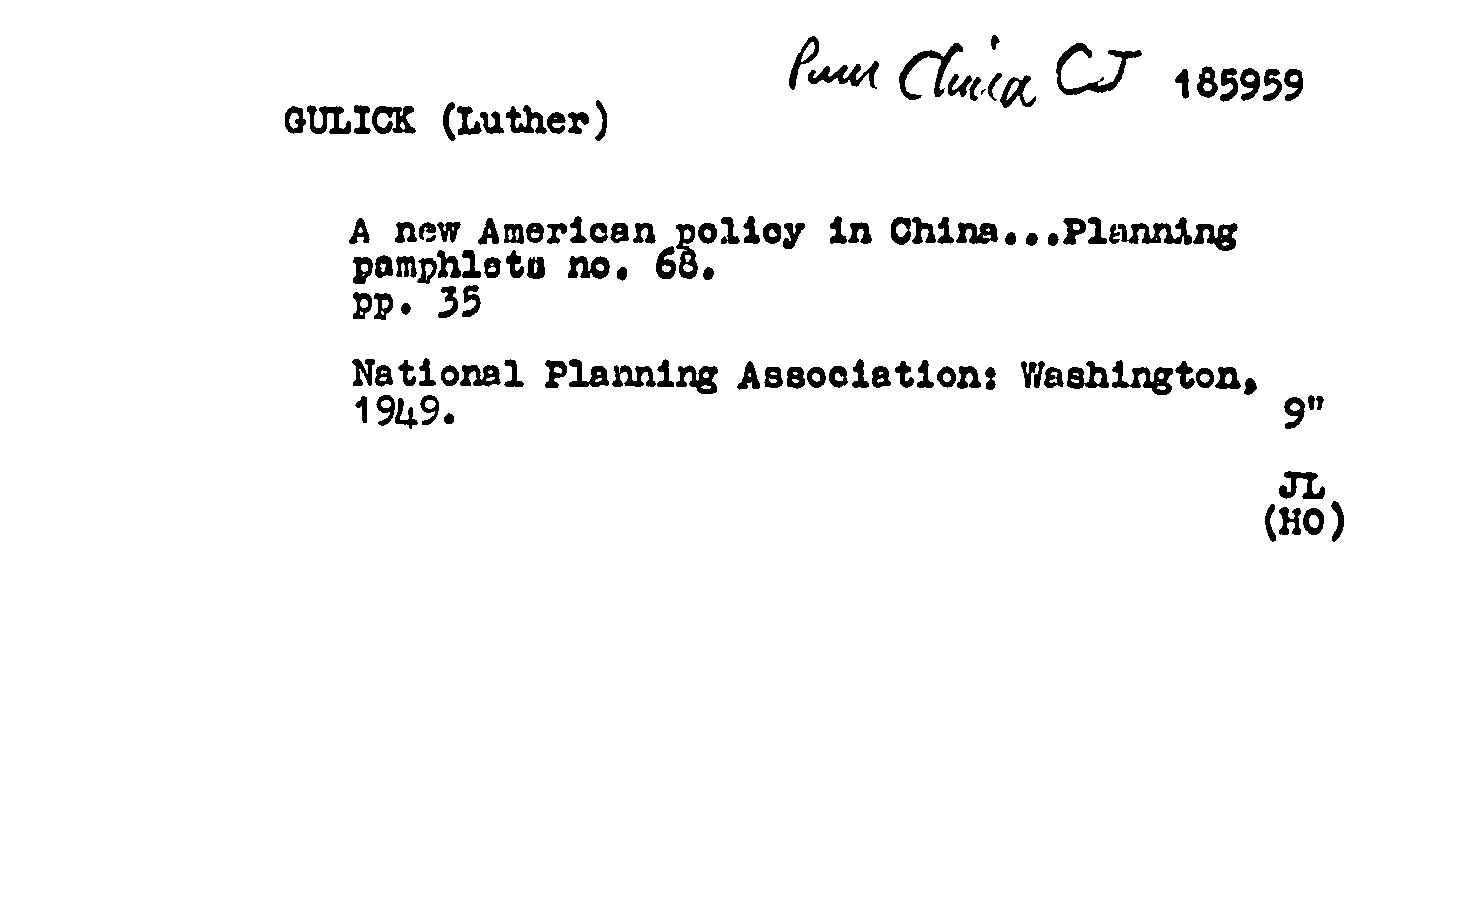 Pam China CJ 185959
GULICK (Luther)
A new American policy in China...Planning
pamphlets no. 68.
pp. 35
National Planning Association: Washington,
1949.
9"
JL
(HO)